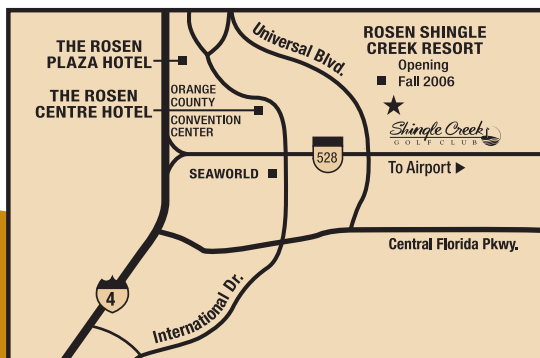 Universal Blvd.
ROSEN SHINGLE
CREEK RESORT
Opening
Fall 2006
THE ROSEN
PLAZA HOTEL
THE ROSEN
CENTRE HOTEL
ORANGE
COUNTY
CONVENTION
CENTER
Shingle Creek
GOLF CLUB
528
SEAWORLD
To Airport
Central Florida Pkwy.
4
International Dr.